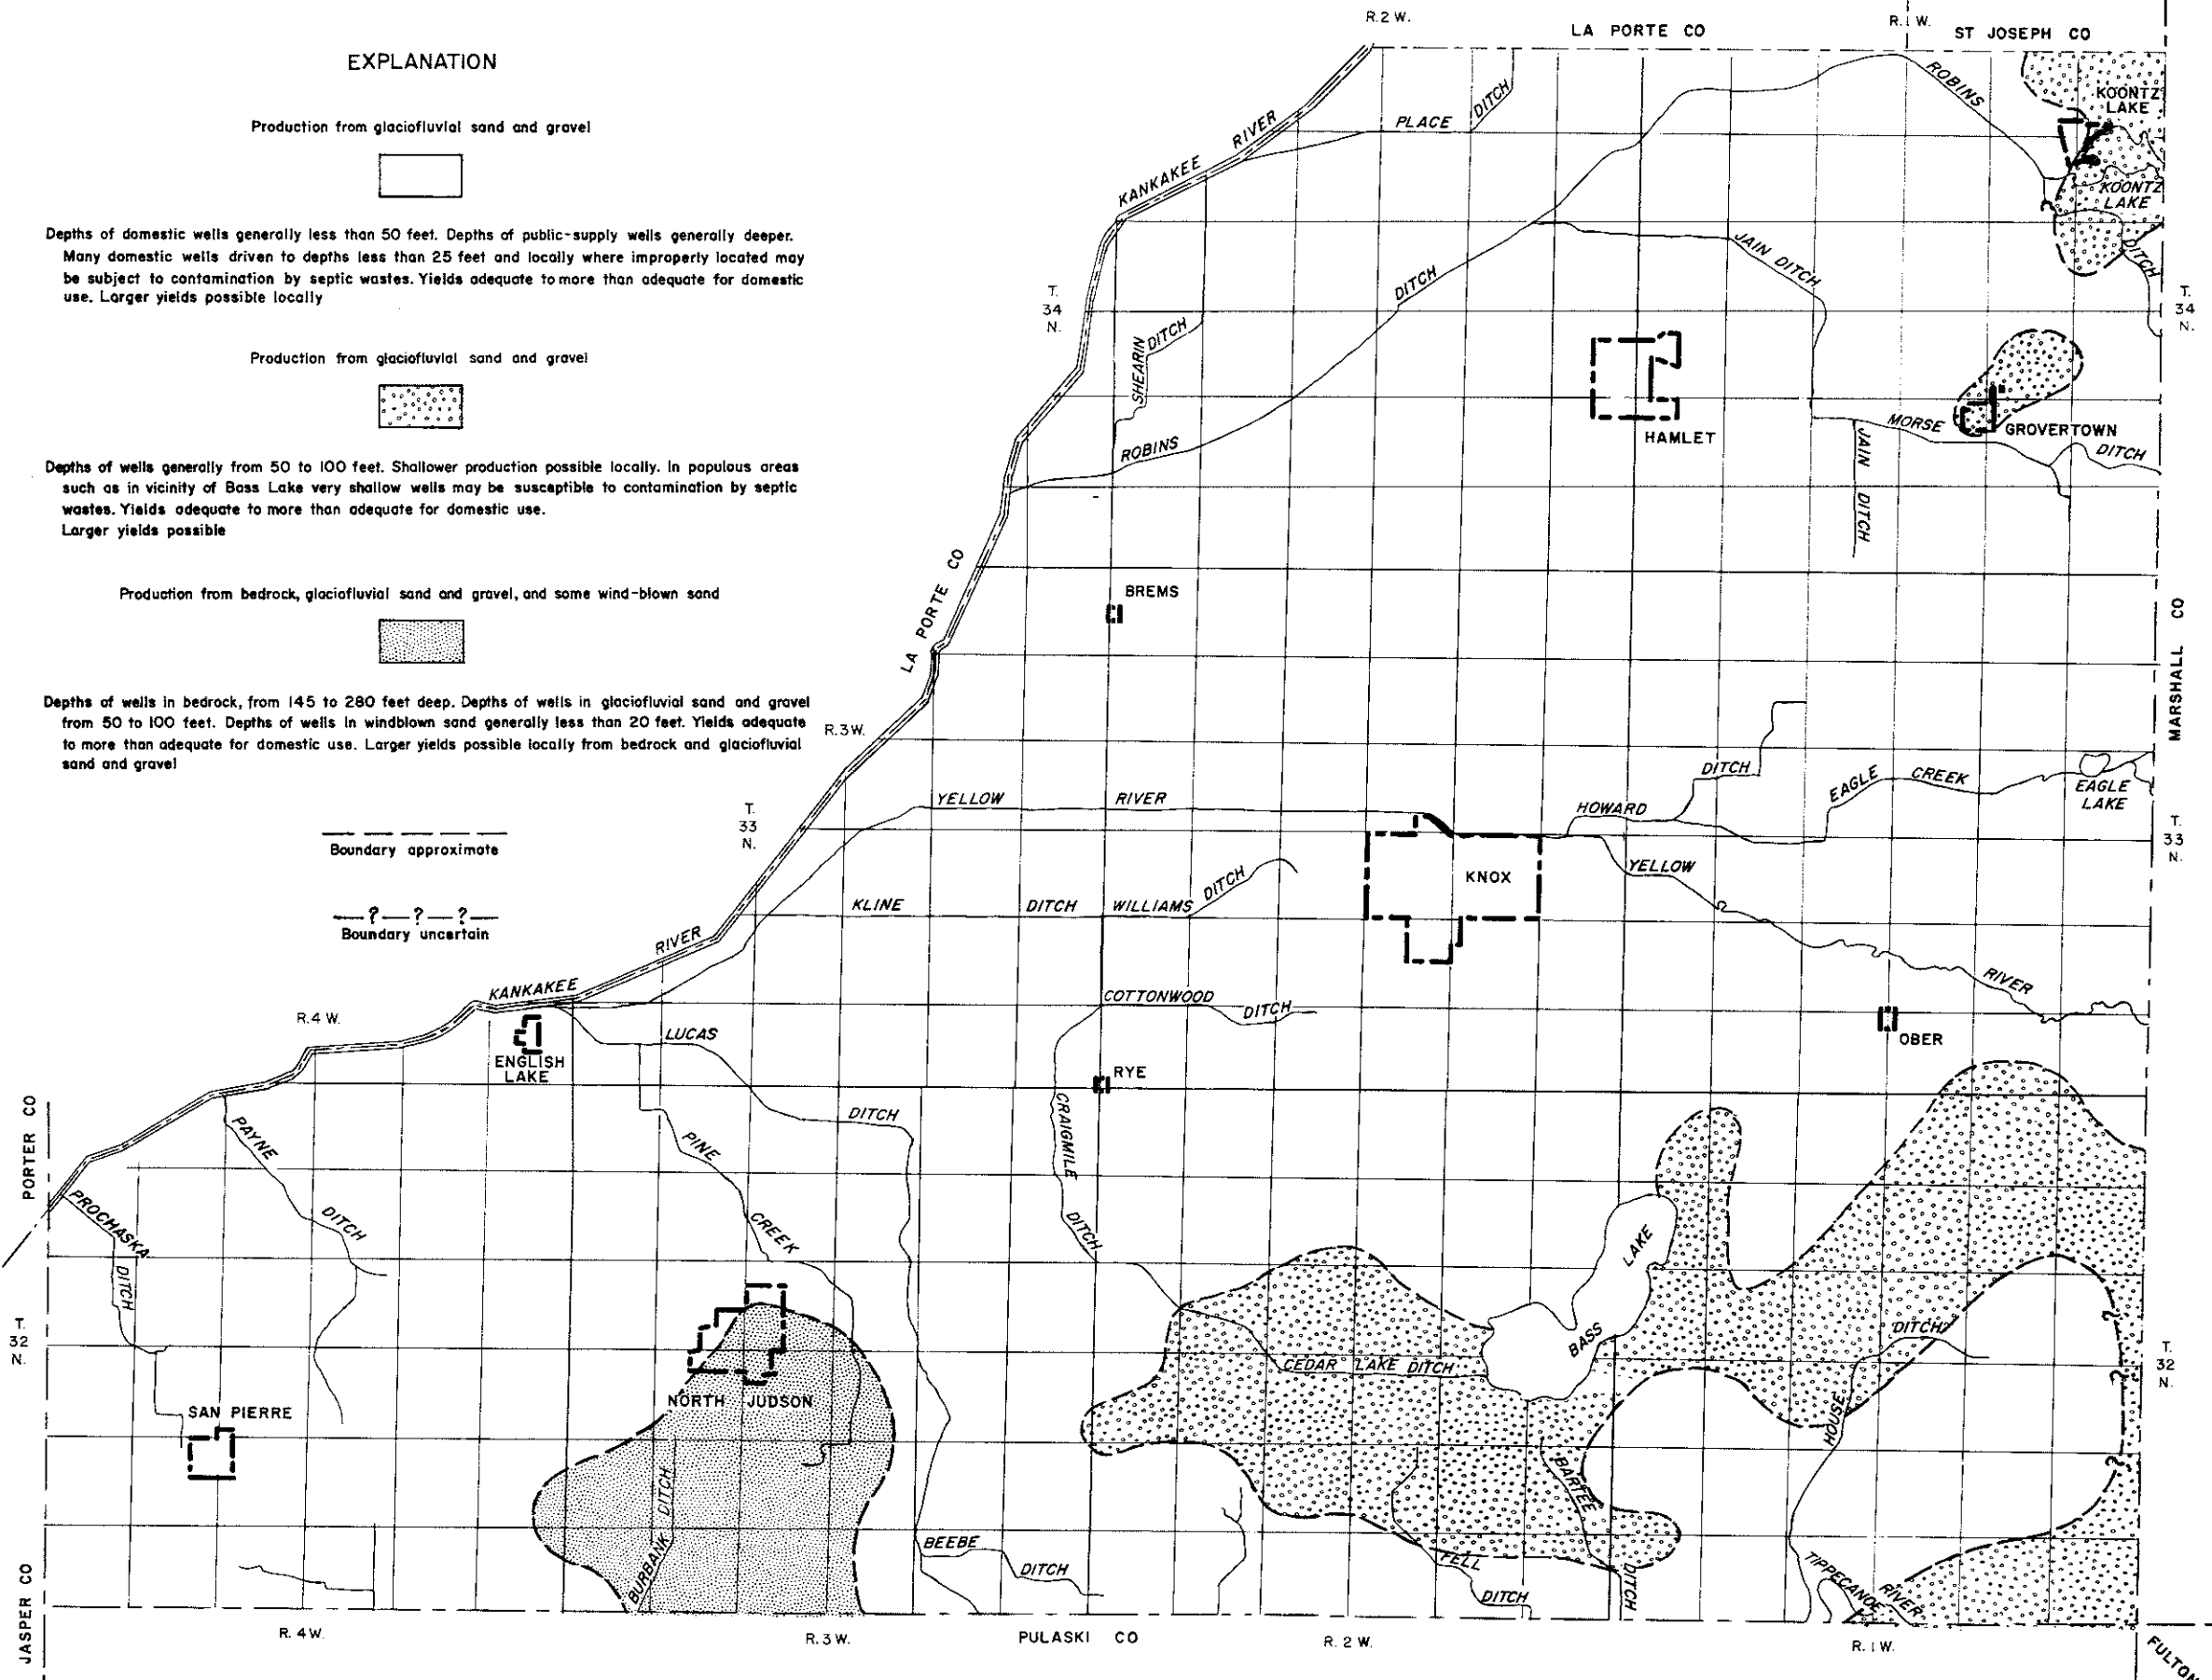 EXPLANATION
Production from glaciofluvial sand and gravel
Depths of domestic wells generally less than 50 feet. Depths of public-supply wells generally deeper.
Many domestic wells driven to depths less than 25 feet and locally where improperly located may
be subject to contamination by septic wastes. Yields adequate to more than adequate for domestic
use. Larger yields possible locally
Production from glaciofluvial sand and gravel
Depths of wells generally from 50 to 100 feet. Shallower production possible locally. In populous areas
such as in vicinity of Bass Lake very shallow wells may be susceptible to contamination by septic
wastes. Yields adequate to more than adequate for domestic use.
Larger yields possible
Production from bedrock, glaciofluvial sand and gravel, and some wind-blown sand
Depths of wells in bedrock, from 145 to 280 feet deep. Depths of wells in glaciofluvial sand and gravel
from 50 to 100 feet. Depths of wells in windblown sand generally less than 20 feet. Yields adequate
to more than adequate for domestic use. Larger yields possible locally from bedrock and glaciofluvial
sand and gravel
Boundary approximate
? ? ?
Boundary uncertain
R. 2 W.
LA PORTE CO
R. 1 W.
ST JOSEPH CO
ROBINS
KOONTZ
LAKE
DITCH
PLACE
RIVER
KANKAKEE
KOONTZ
LAKE
DITCH
JAIN DITCH
DITCH
T.
34
N.
T.
34
N.
SHEARIN
DITCH
ROBINS
HAMLET
MORSE
GROVERTOWN
DITCH
JAIN
DITCH
LA PORTE CO
BREMS
MARSHALL CO
R. 3 W.
YELLOW RIVER
DITCH
HOWARD
EAGLE CREEK
EAGLE
LAKE
T.
33
N.
T.
33
N.
KLINE DITCH WILLIAMS DITCH
KNOX
YELLOW
RIVER
RIVER
KANKAKEE
COTTONWOOD
DITCH
R. 4 W.
ENGLISH
LAKE
LUCAS
DITCH
RYE
OBER
PORTER CO
PAYNE
DITCH
PINE
CREEK
CRAIGMILE
DITCH
PROCHASKA
DITCH
LAKE
BASS
T.
32
N.
CEDAR LAKE DITCH
DITCH
HOUSE
?
?
?
T.
32
N.
NORTH JUDSON
SAN PIERRE
BURBANK DITCH
BARTEE
DITCH
BEEBE
DITCH
FELL
DITCH
TIPPECANOE
RIVER
JASPER CO
R. 4 W.
R. 3 W.
PULASKI CO
R. 2 W.
R. 1 W.
FULTON